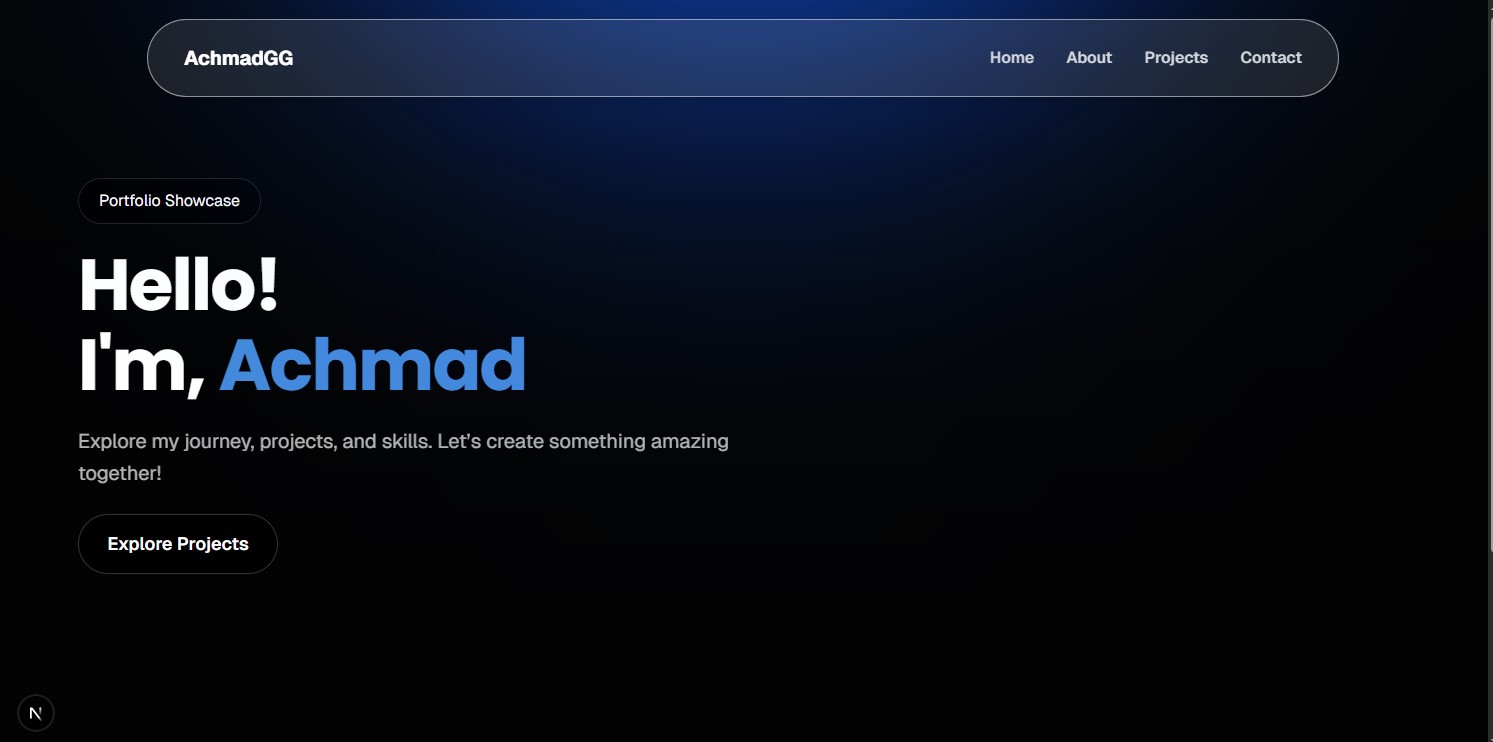 AchmadGG
Home About Projects Contact
Portfolio Showcase
Hello!
I'm, Achmad
Explore my journey, projects, and skills. Let’s create something amazing
together!
Explore Projects
N